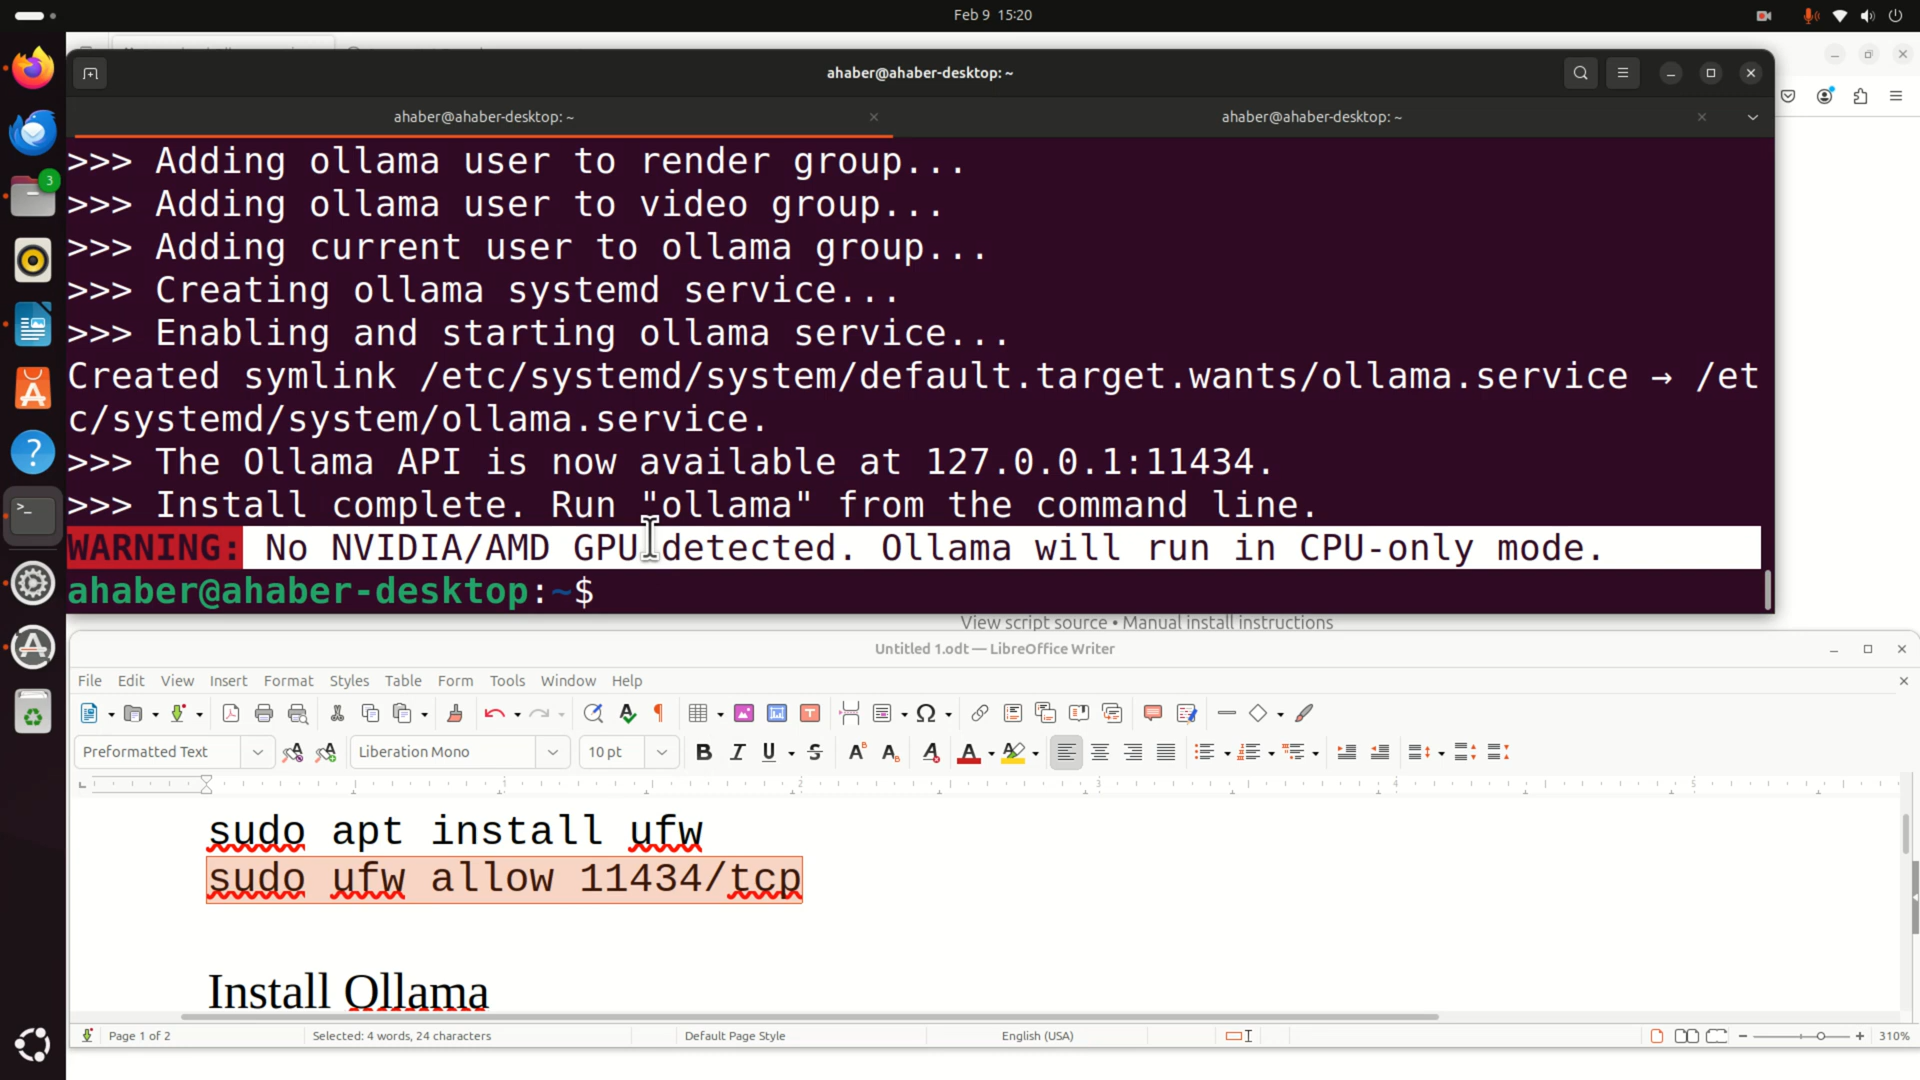 Feb 9 15:20
ahaber@ahaber-desktop: ~
ahaber@ahaber-desktop: ~
ahaber@ahaber-desktop: ~
3
>>> Adding ollama user to render group...
>>> Adding ollama user to video group...
>>> Adding current user to ollama group...
>>> Creating ollama systemd service...
>>> Enabling and starting ollama service...
Created symlink /etc/systemd/system/default.target.wants/ollama.service → /et
c/systemd/system/ollama.service.
>>> The Ollama API is now available at 127.0.0.1:11434.
>>> Install complete. Run "ollama" from the command line.
WARNING: No NVIDIA/AMD GPU detected. Ollama will run in CPU-only mode.
ahaber@ahaber-desktop:~$
View script source • Manual install instructions
Untitled 1.odt — LibreOffice Writer
File Edit View Insert Format Styles Table Form Tools Window Help
Preformatted Text Liberation Mono 10 pt
sudo apt install ufw
sudo ufw allow 11434/tcp
Install Ollama
Page 1 of 2 Selected: 4 words, 24 characters Default Page Style English (USA) 310%